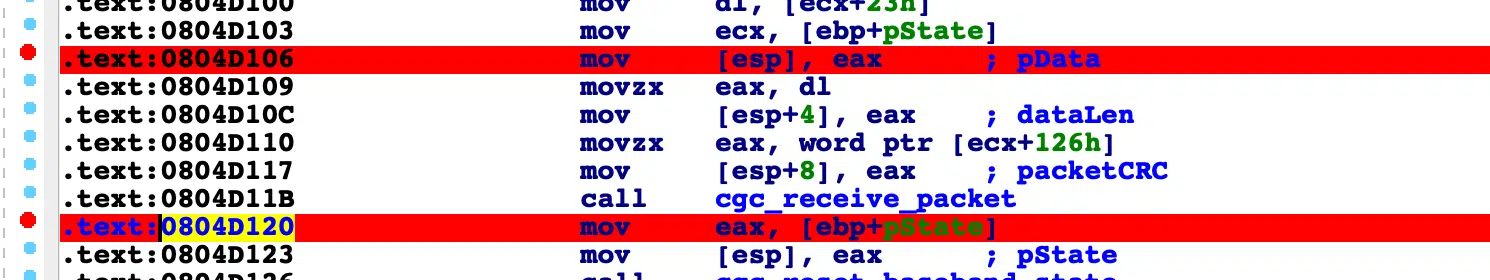 .text:0804D100 mov dl, [ecx+23h]
.text:0804D103 mov ecx, [ebp+pState]
.text:0804D106 mov [esp], eax ; pData
.text:0804D109 movzx eax, dl
.text:0804D10C mov [esp+4], eax ; dataLen
.text:0804D110 movzx eax, word ptr [ecx+126h]
.text:0804D117 mov [esp+8], eax ; packetCRC
.text:0804D11B call cgc_receive_packet
.text:0804D120 mov eax, [ebp+pState]
.text:0804D123 mov [esp], eax ; pState
.text:0804D126 call cgc_reset_baseband_state